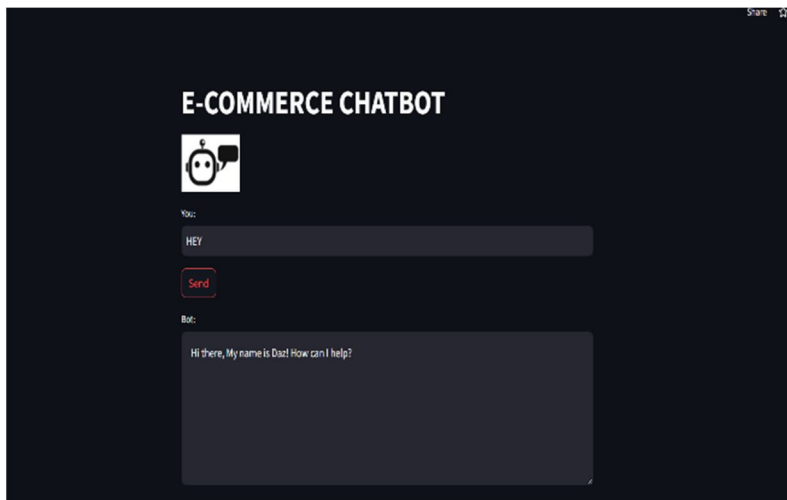 Share
E-COMMERCE CHATBOT
You:
HEY
Send
Bot:
Hi there, My name is Daz! How can I help?